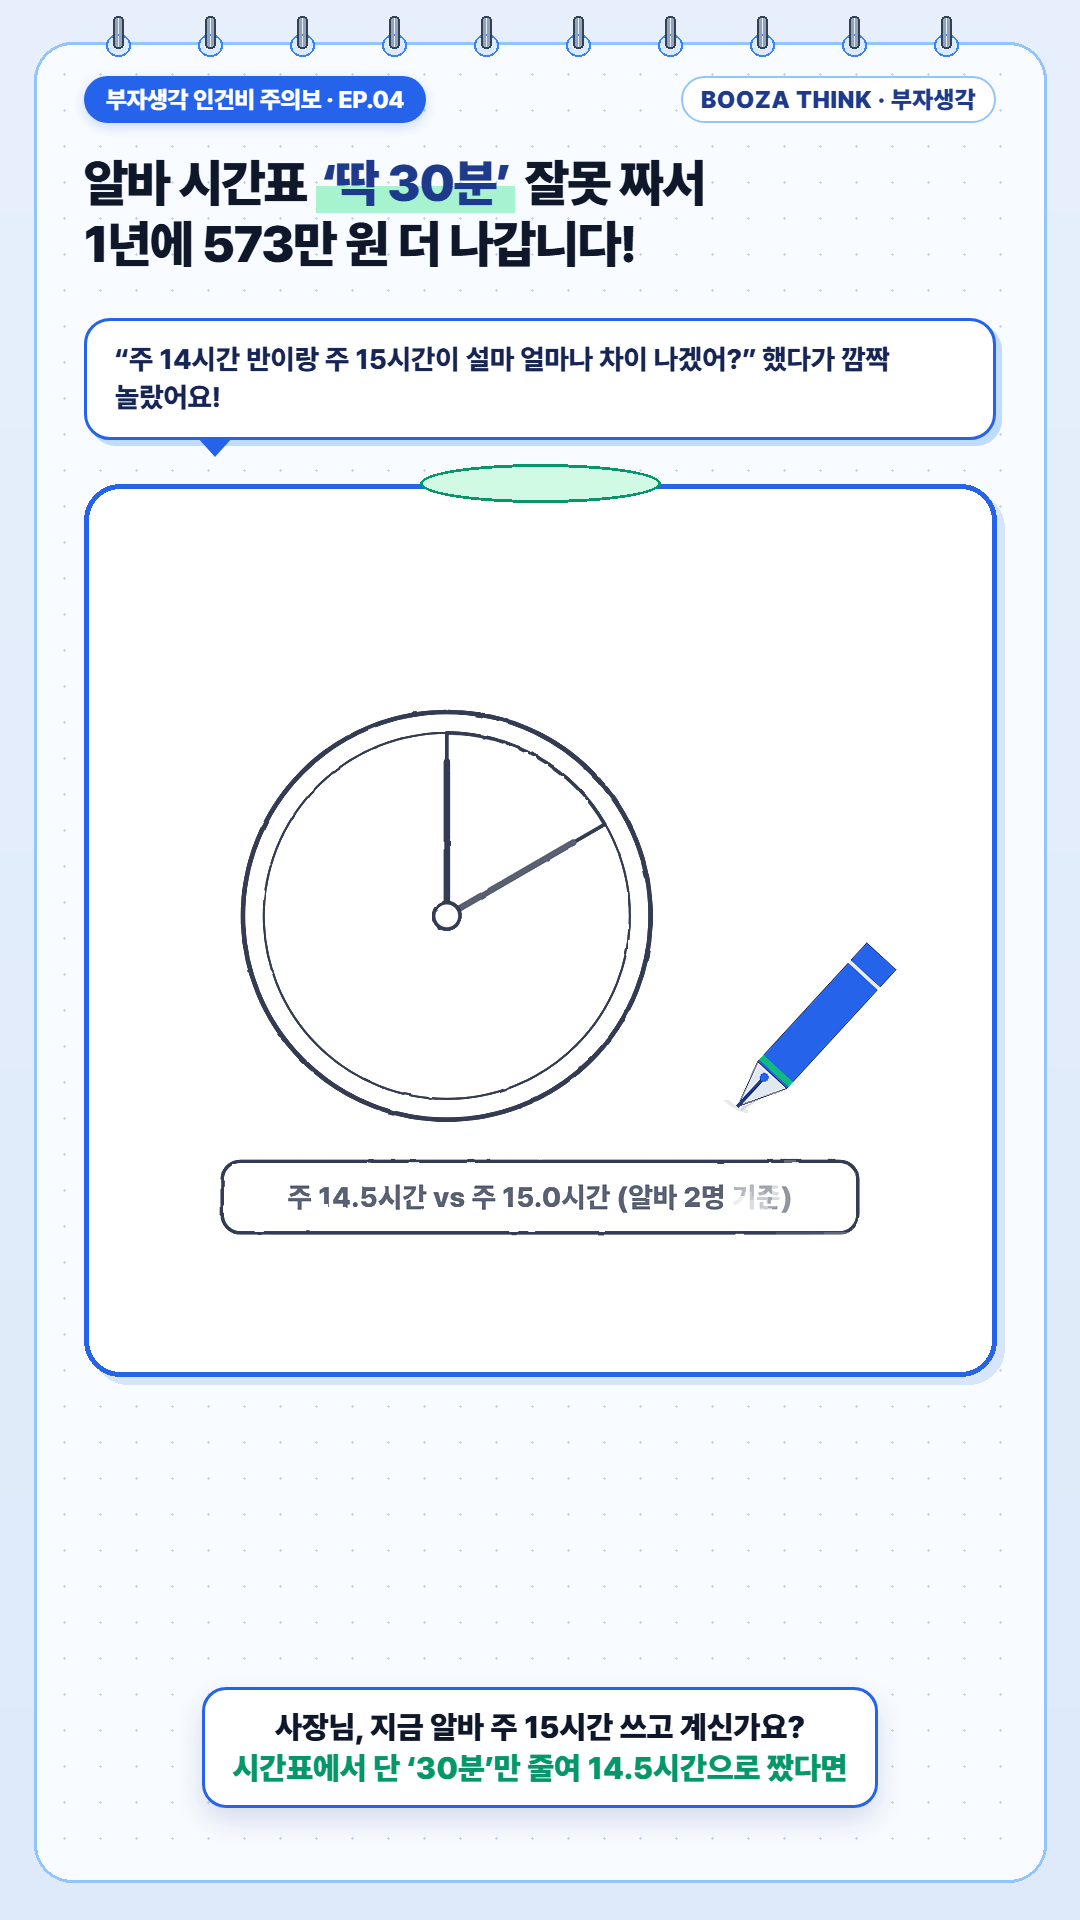 부자생각 인건비 주의보 · EP.04
BOOZA THINK · 부자생각
알바 시간표 ‘딱 30분’ 잘못 짜서
1년에 573만 원 더 나갑니다!
“주 14시간 반이랑 주 15시간이 설마 얼마나 차이 나겠어?” 했다가 깜짝
놀랐어요!
주 14.5시간 vs 주 15.0시간 (알바 2명 기준)
사장님, 지금 알바 주 15시간 쓰고 계신가요?
시간표에서 단 ‘30분’만 줄여 14.5시간으로 짰다면